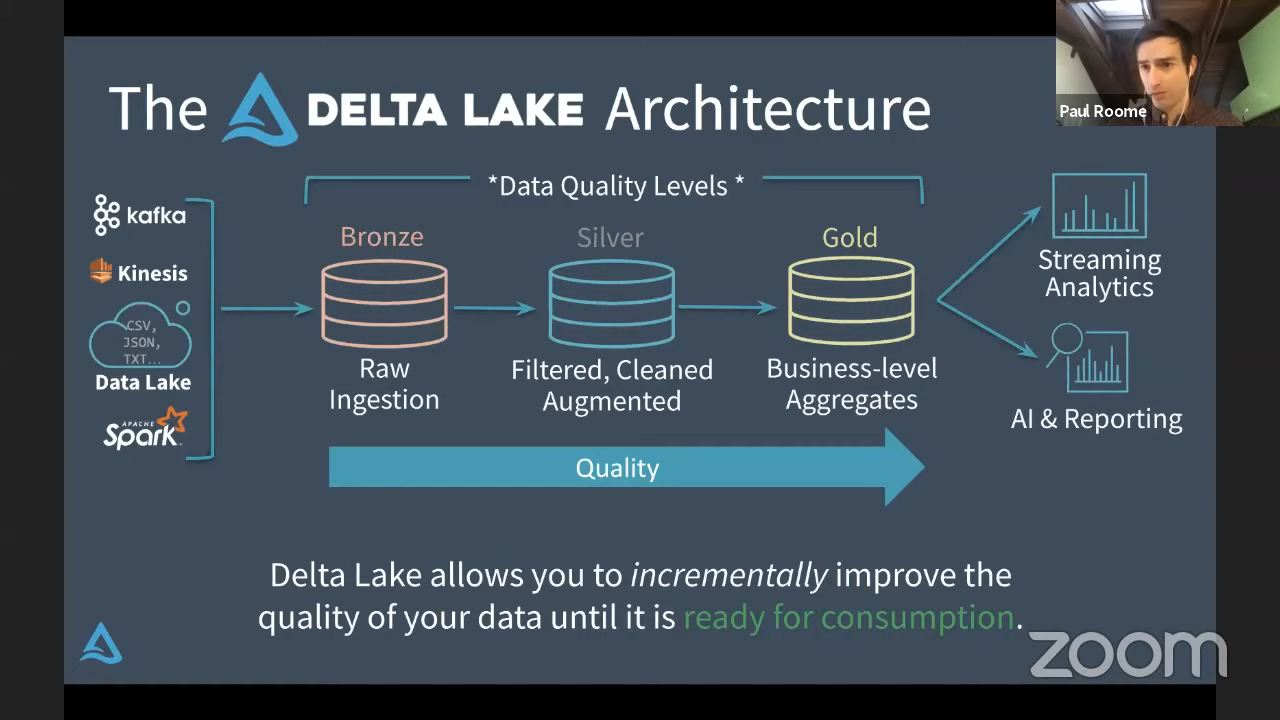 The DELTA LAKE Architecture
Paul Roome
*Data Quality Levels *
kafka
Kinesis
CSV,
JSON,
TXT...
Data Lake
APACHE
Spark
Bronze
Raw
Ingestion
Silver
Filtered, Cleaned
Augmented
Gold
Business-level
Aggregates
Streaming
Analytics
AI & Reporting
Quality
Delta Lake allows you to incrementally improve the
quality of your data until it is ready for consumption.
zoom